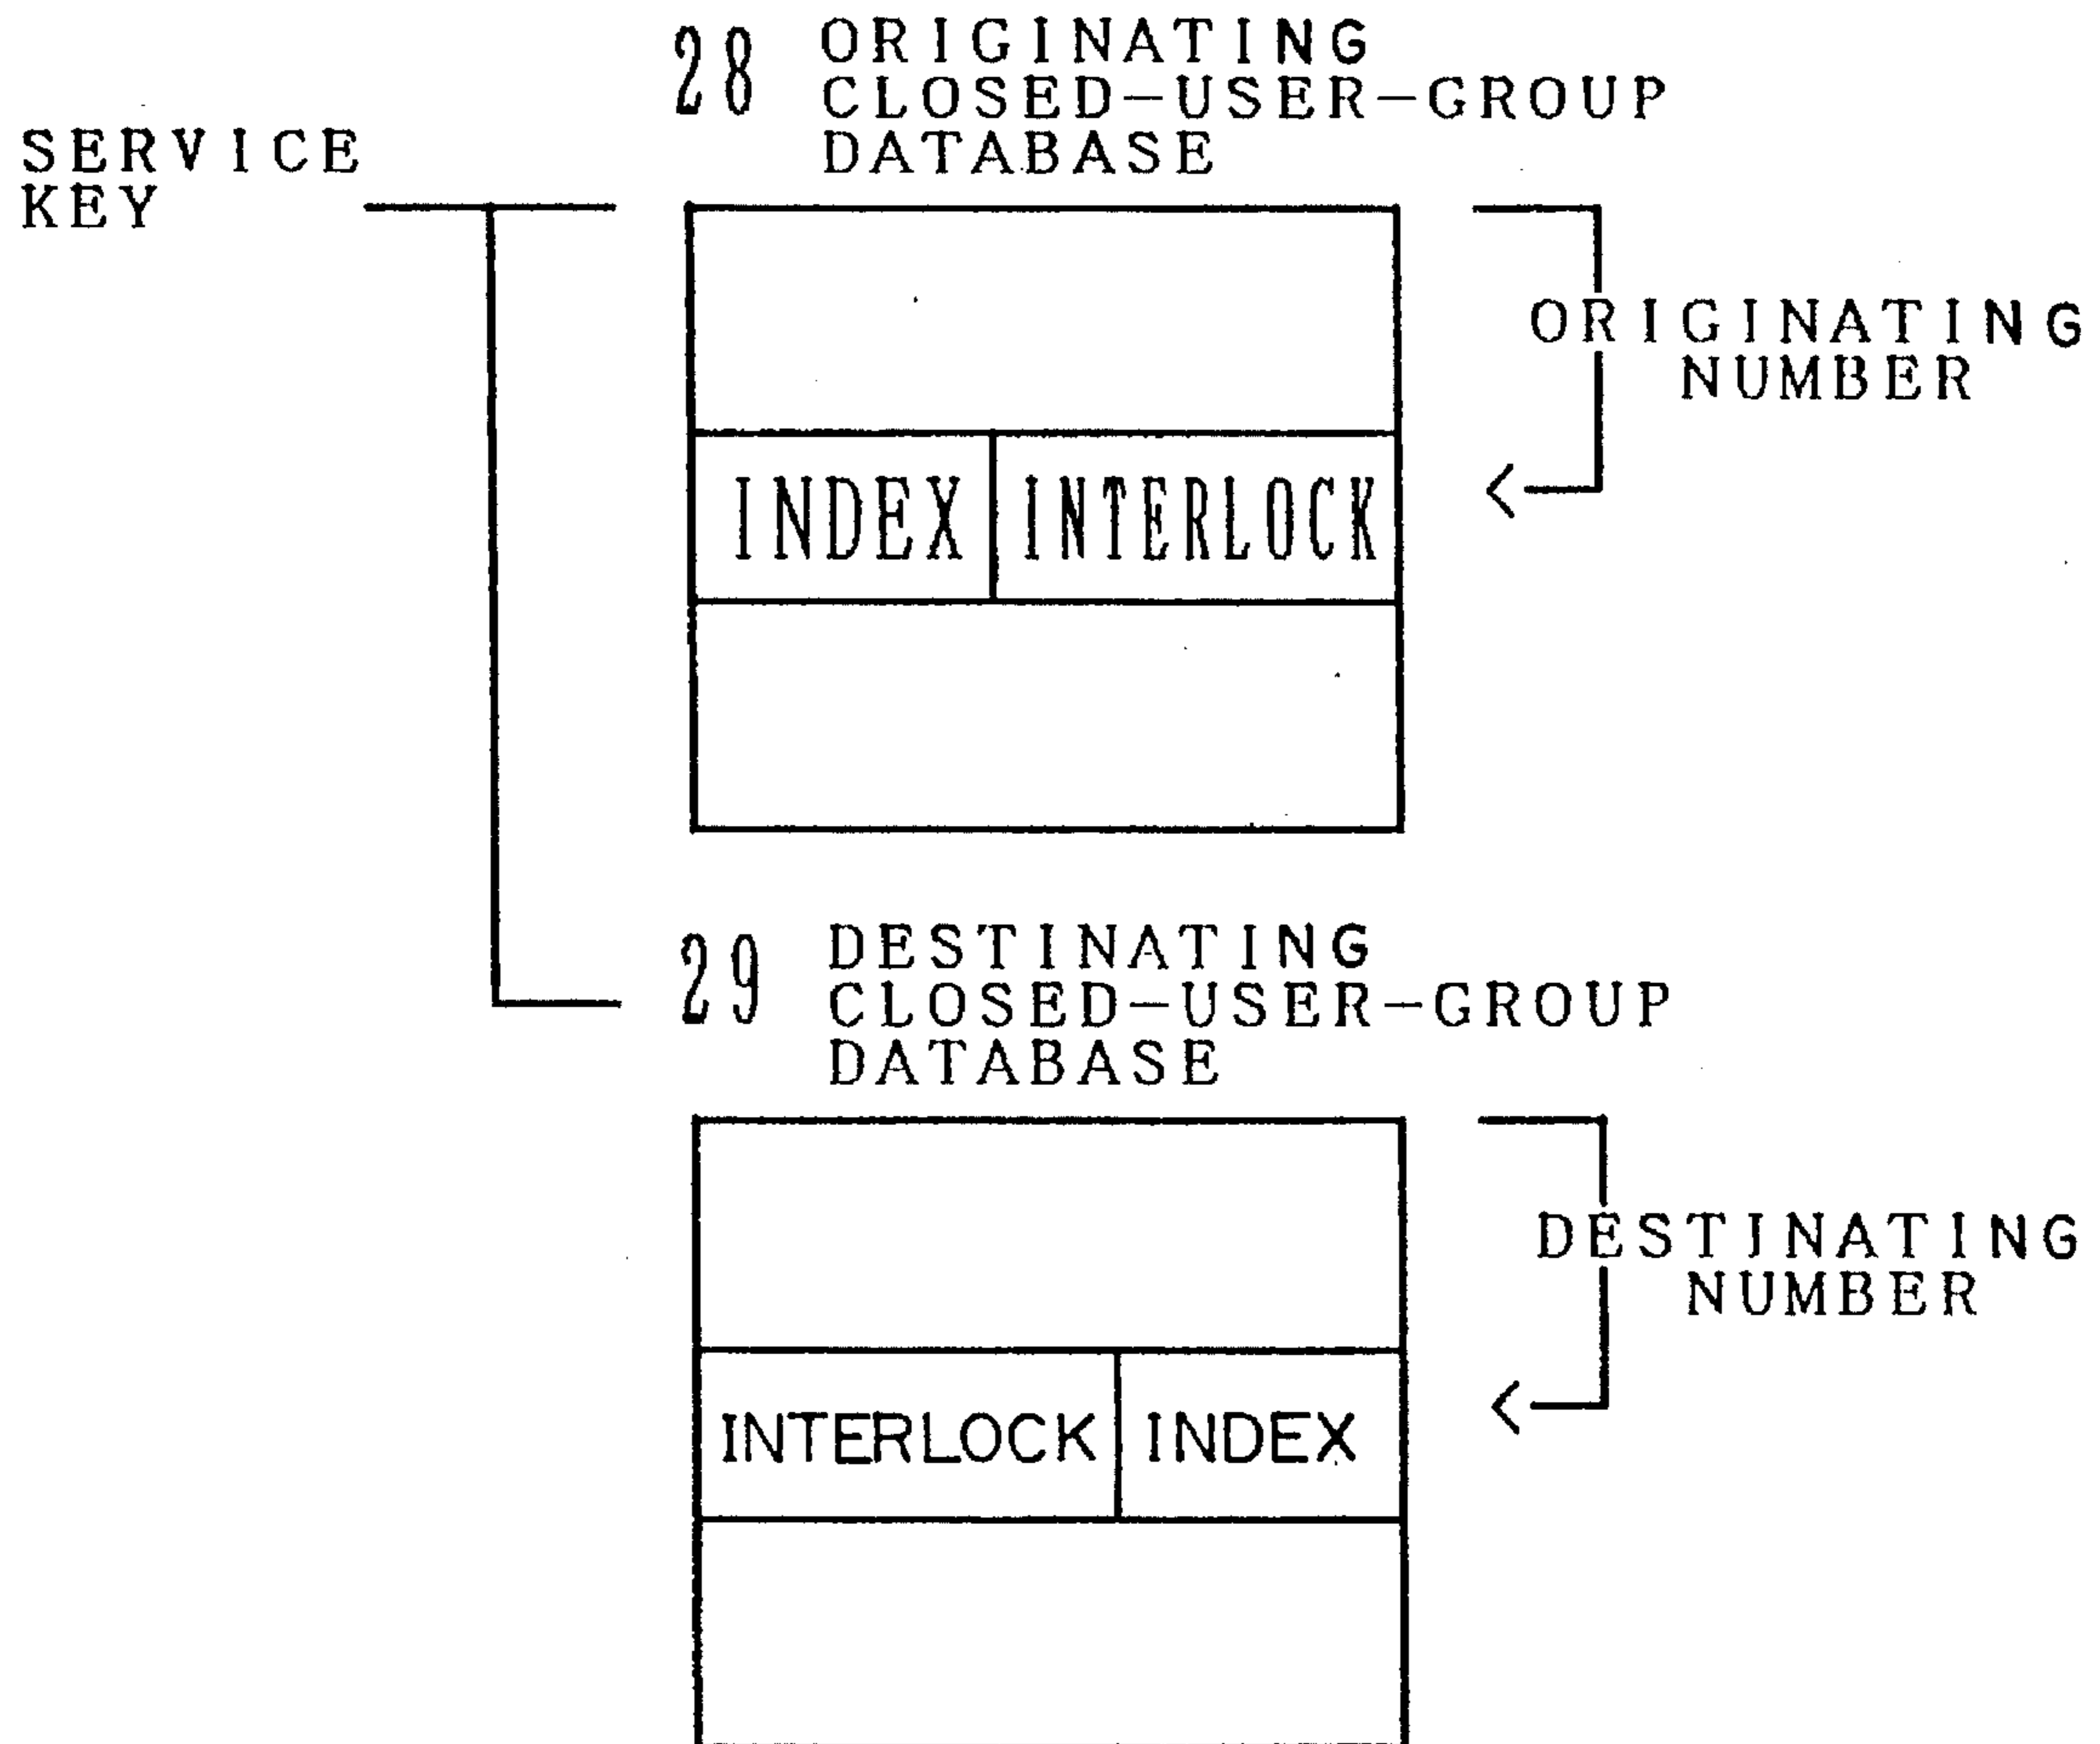 28 ORIGINATING
CLOSED-USER-GROUP
DATABASE
SERVICE
KEY
ORIGINATING
NUMBER
INDEX INTERLOCK
29 DESTINATING
CLOSED-USER-GROUP
DATABASE
DESTINATING
NUMBER
INTERLOCK INDEX